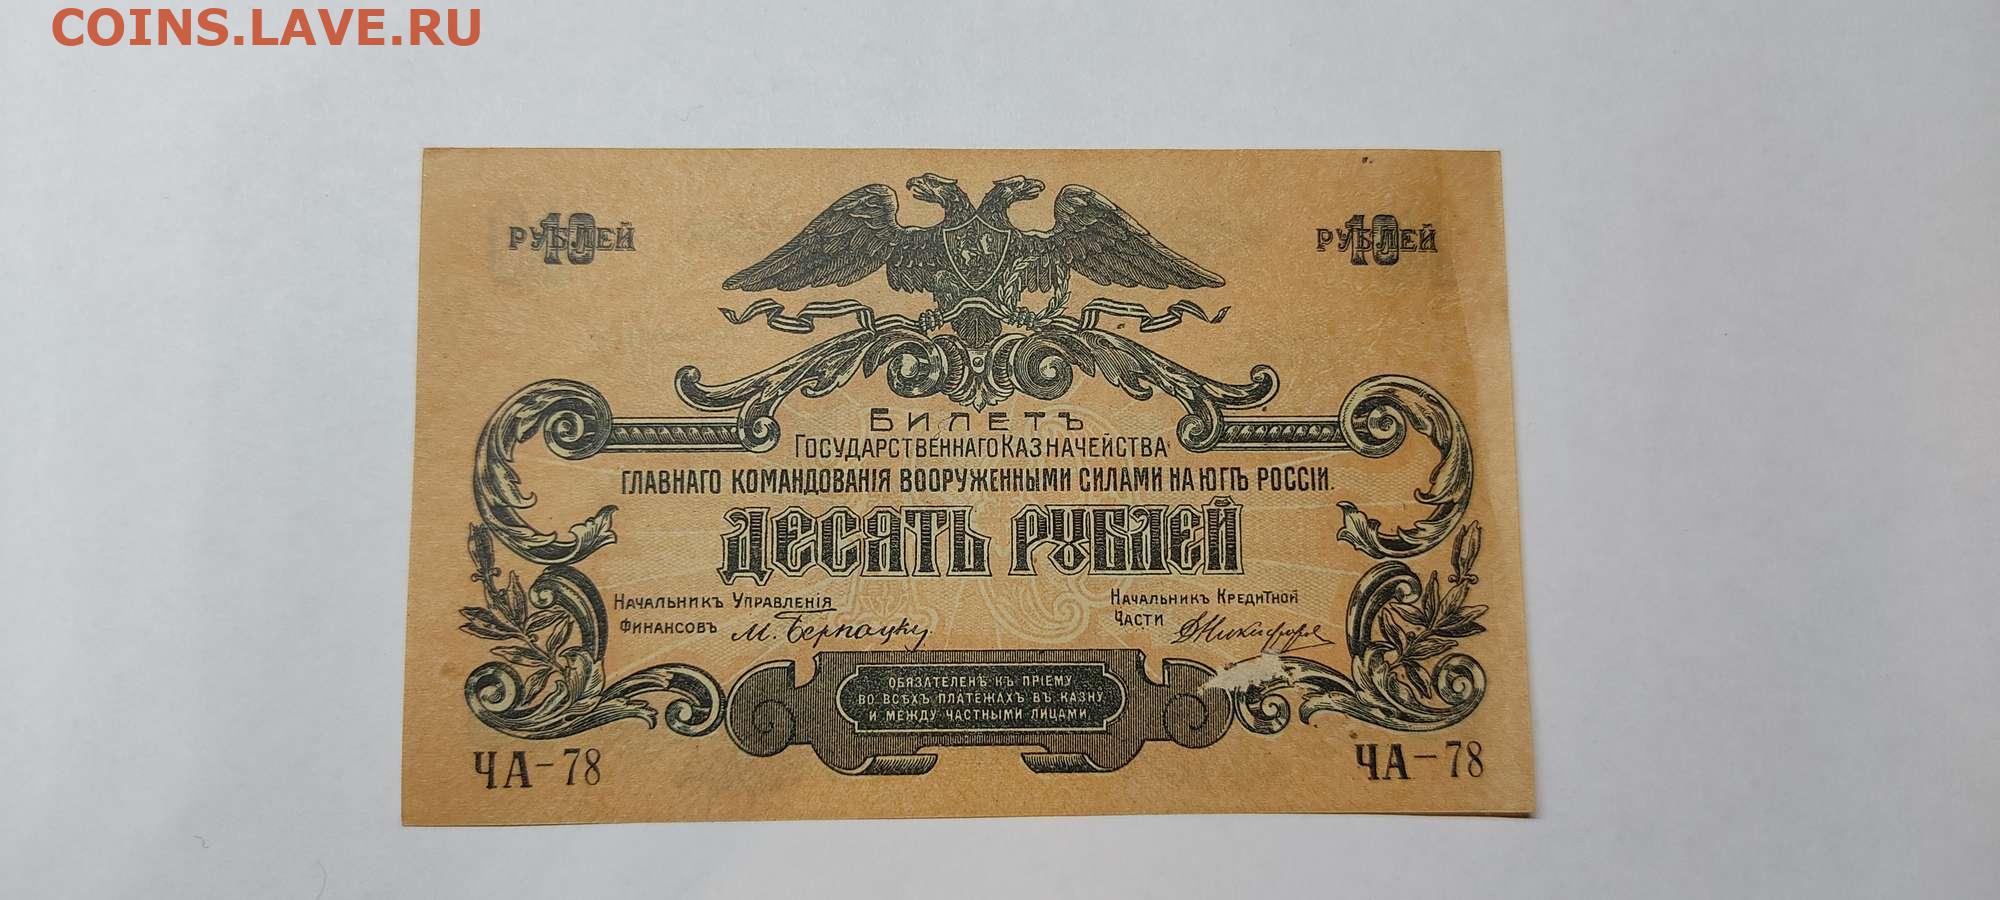 COINS.LAVE.RU
10 РУБЛЕЙ
10 РУБЛЕЙ
БИЛЕТЪ
ГОСУДАРСТВЕННАГО КАЗНАЧЕЙСТВА
ГЛАВНАГО КОМАНДОВАНІЯ ВООРУЖЕННЫМИ СИЛАМИ НА ЮГѢ РОССІИ.
ДЕСЯТЬ РУБЛЕЙ
НАЧАЛЬНИКЪ УПРАВЛЕНІЯ
ФИНАНСОВЪ М. Бернацкij.
НАЧАЛЬНИКЪ КРЕДИТНОЙ
ЧАСТИ
ОБЯЗАТЕЛЕНЪ КЪ ПРІЕМУ
ВО ВСѢХЪ ПЛАТЕЖАХЪ ВЪ КАЗНУ
И МЕЖДУ ЧАСТНЫМИ ЛИЦАМИ
ЧА-78
ЧА-78